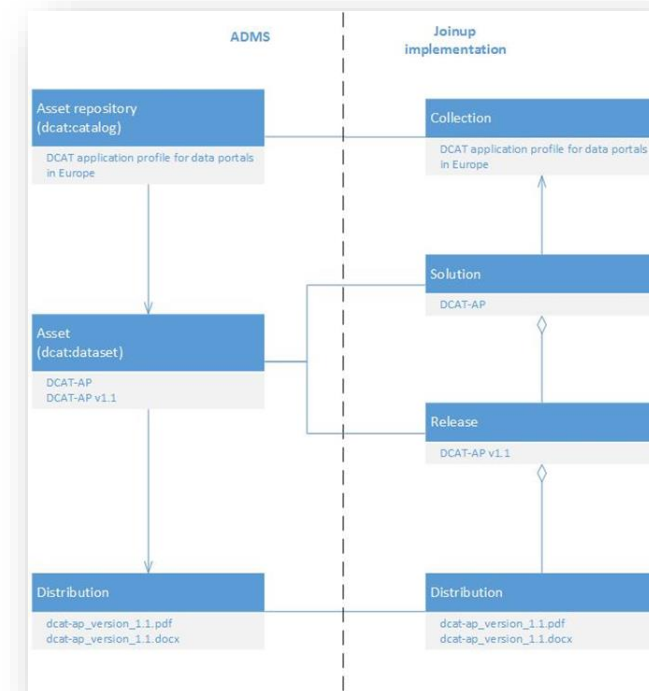 ADMS
Joinup
implementation
Asset repository
(dcat:catalog)
DCAT application profile for data portals
in Europe
Collection
DCAT application profile for data portals
in Europe
Solution
DCAT-AP
Asset
(dcat:dataset)
DCAT-AP
DCAT-AP v1.1
Release
DCAT-AP v1.1
Distribution
dcat-ap_version_1.1.pdf
dcat-ap_version_1.1.docx
Distribution
dcat-ap_version_1.1.pdf
dcat-ap_version_1.1.docx